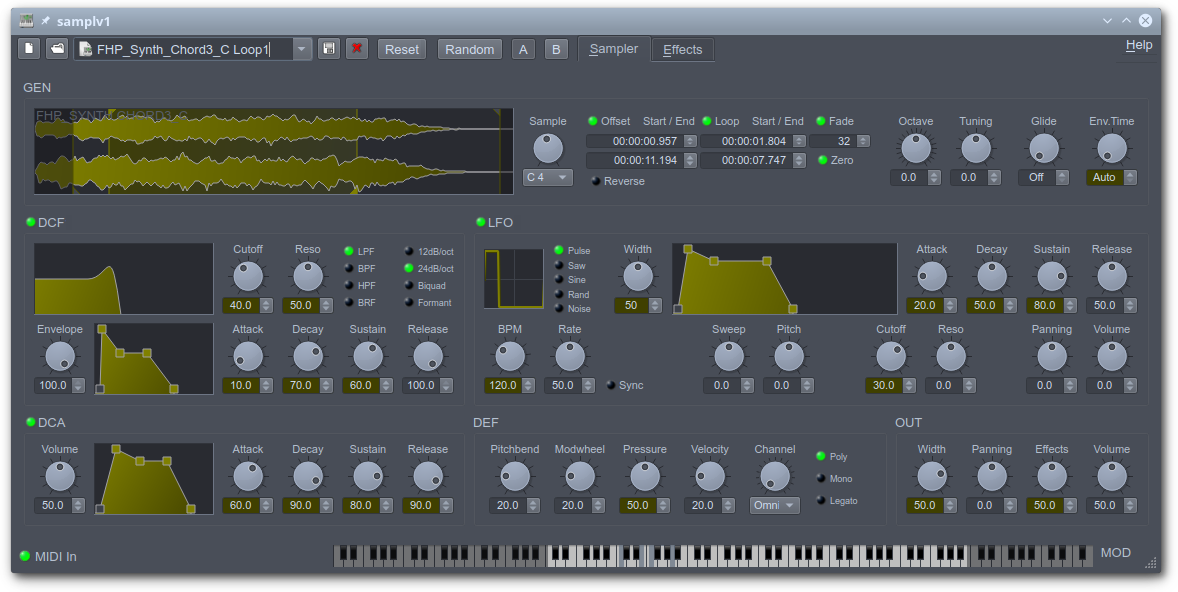 samplv1
FHP_Synth_Chord3_C Loop1 Reset Random A B Sampler Effects Help
GEN
FHP_SYNTH_CHORD3_C
Sample Offset Start / End Loop Start / End Fade Octave Tuning Glide Env.Time
00:00:00.957 00:00:01.804 32
00:00:11.194 00:00:07.747 Zero
C 4 Reverse 0.0 0.0 Off Auto
DCF
Cutoff Reso LPF 12dB/oct
BPF 24dB/oct
HPF Biquad
40.0 50.0 BRF Formant
Envelope Attack Decay Sustain Release
100.0 10.0 70.0 60.0 100.0
LFO
Pulse Width Attack Decay Sustain Release
Saw
Sine
Rand
Noise 50 20.0 50.0 80.0 50.0
BPM Rate Sweep Pitch Cutoff Reso Panning Volume
120.0 50.0 Sync 0.0 0.0 30.0 0.0 0.0 0.0
DCA
Volume Attack Decay Sustain Release
50.0 60.0 90.0 80.0 90.0
DEF
Pitchbend Modwheel Pressure Velocity Channel Poly
Mono
20.0 20.0 50.0 20.0 Omni Legato
OUT
Width Panning Effects Volume
50.0 0.0 50.0 50.0
MIDI In MOD